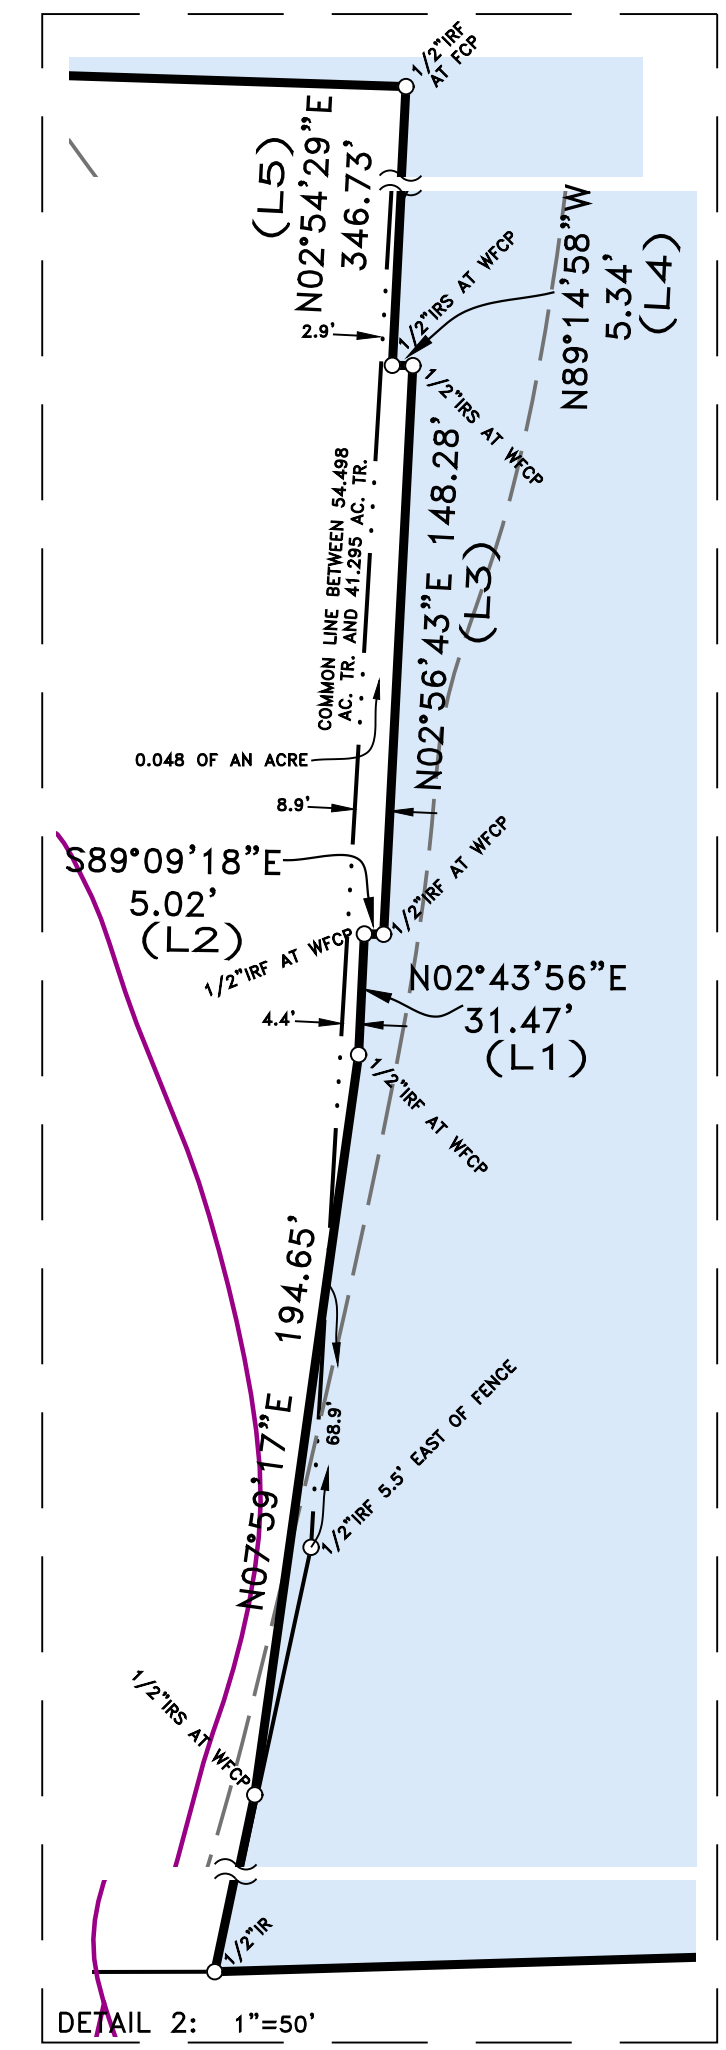 1/2"IRF
AT FCP
(L5)
N02°54'29"E
346.73'
1/2"IRS AT WFCP
N89°14'58"W
5.34'
(L4)
2.9'
1/2"IRS AT WFCP
COMMON LINE BETWEEN 54.498
AC. TR. AND 41.295 AC. TR.
N02°56'43"E 148.28'
(L3)
0.048 OF AN ACRE
8.9'
S89°09'18"E
5.02'
(L2)
1/2"IRF AT WFCP
1/2"IRF AT WFCP
N02°43'56"E
31.47'
(L1)
4.4'
1/2"IRF AT WFCP
N07°59'17"E 194.65'
68.9'
1/2"IRF 5.5' EAST OF FENCE
1/2"IRS AT WFCP
1/2"IR
DETAIL 2: 1"=50'